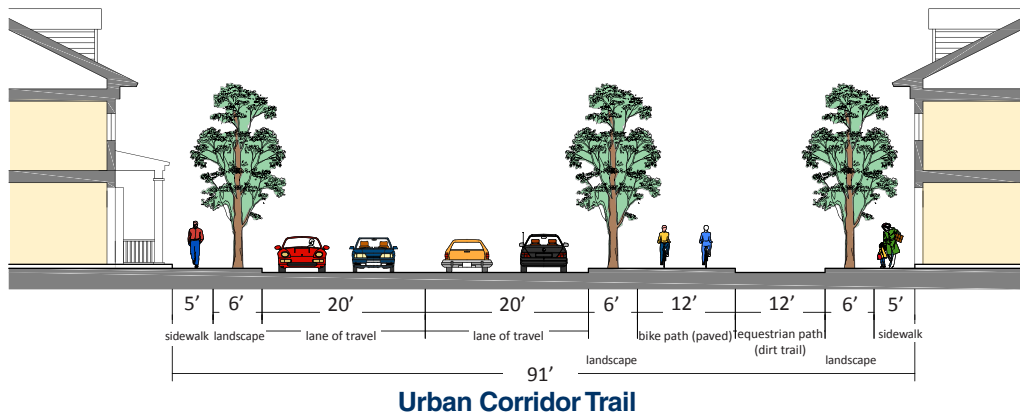 5’ 6’ 20’ 20’ 6’ 12’ 12’ 6’ 5’
sidewalk landscape lane of travel lane of travel bike path (paved) equestrian path sidewalk
(dirt trail)
landscape landscape
91’
Urban Corridor Trail